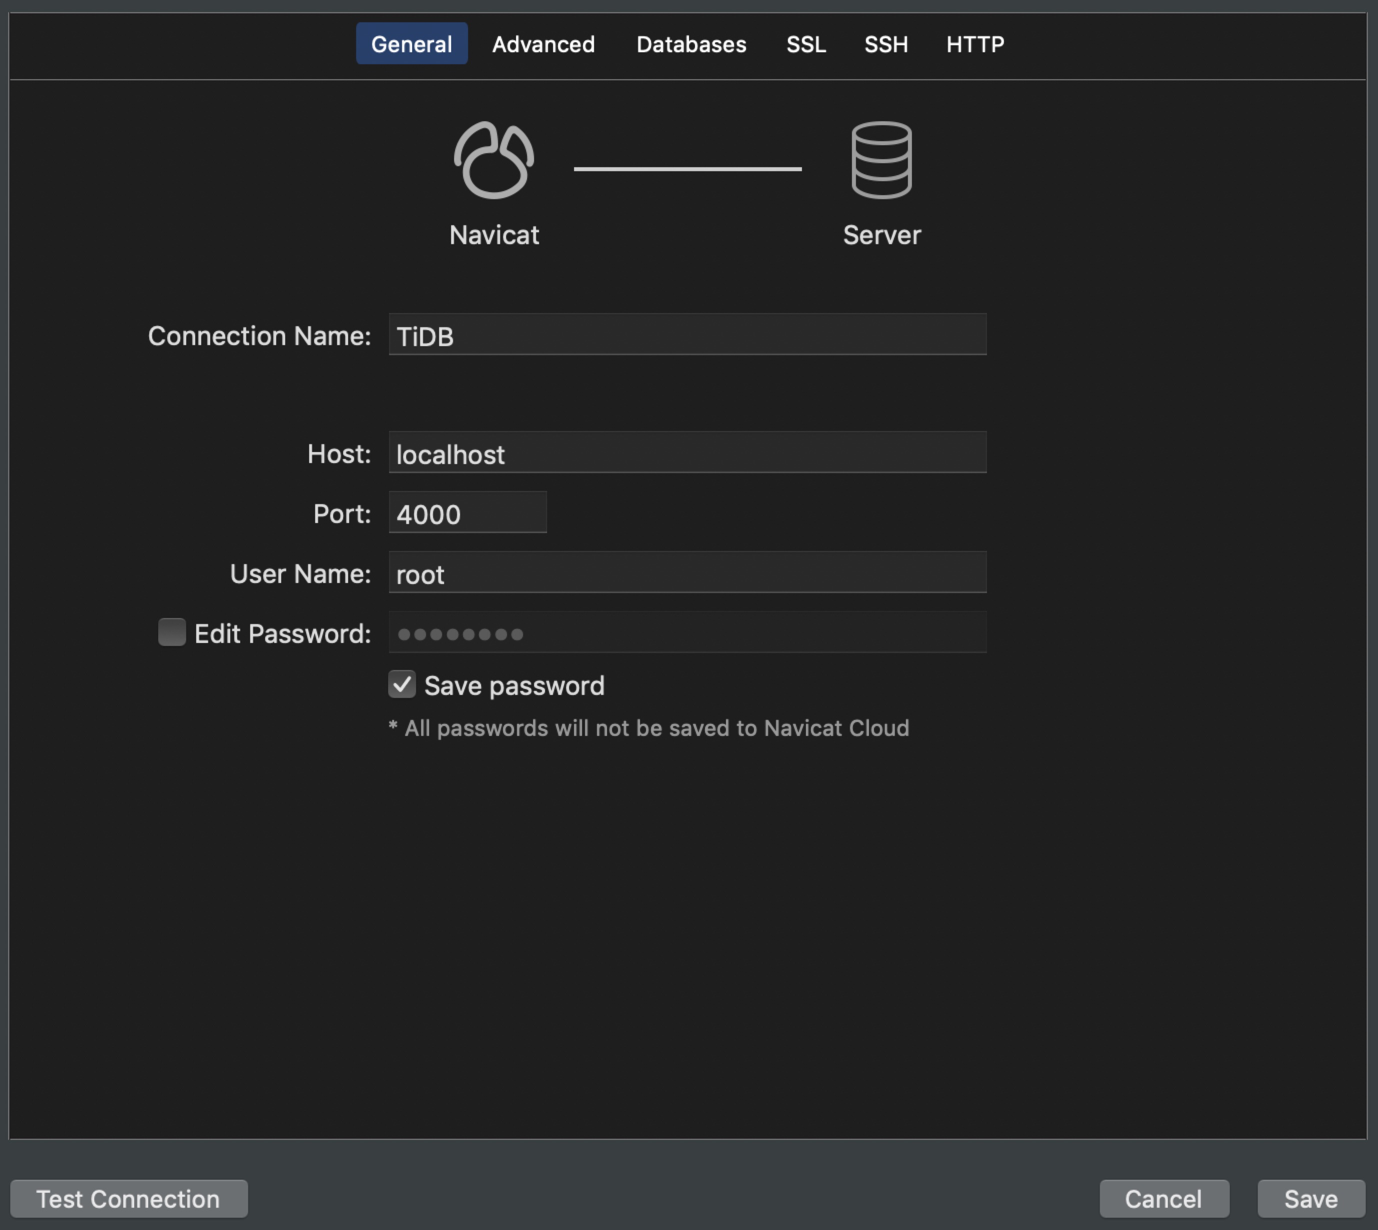 General Advanced Databases SSL SSH HTTP
Navicat Server
Connection Name: TiDB
Host: localhost
Port: 4000
User Name: root
Edit Password: ••••••••
Save password
* All passwords will not be saved to Navicat Cloud
Test Connection Cancel Save